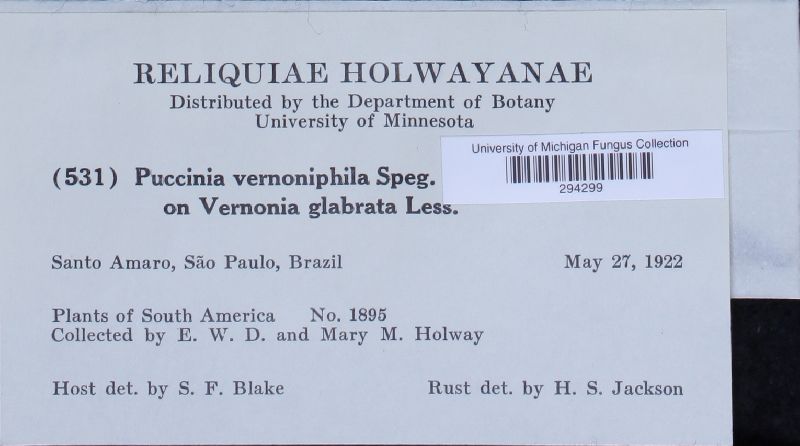 RELIQUIAE HOLWAYANAE
Distributed by the Department of Botany
University of Minnesota
University of Michigan Fungus Collection
294299
(531) Puccinia vernoniphila Speg.
on Vernonia glabrata Less.
Santo Amaro, São Paulo, Brazil May 27, 1922
Plants of South America No. 1895
Collected by E. W. D. and Mary M. Holway
Host det. by S. F. Blake Rust det. by H. S. Jackson